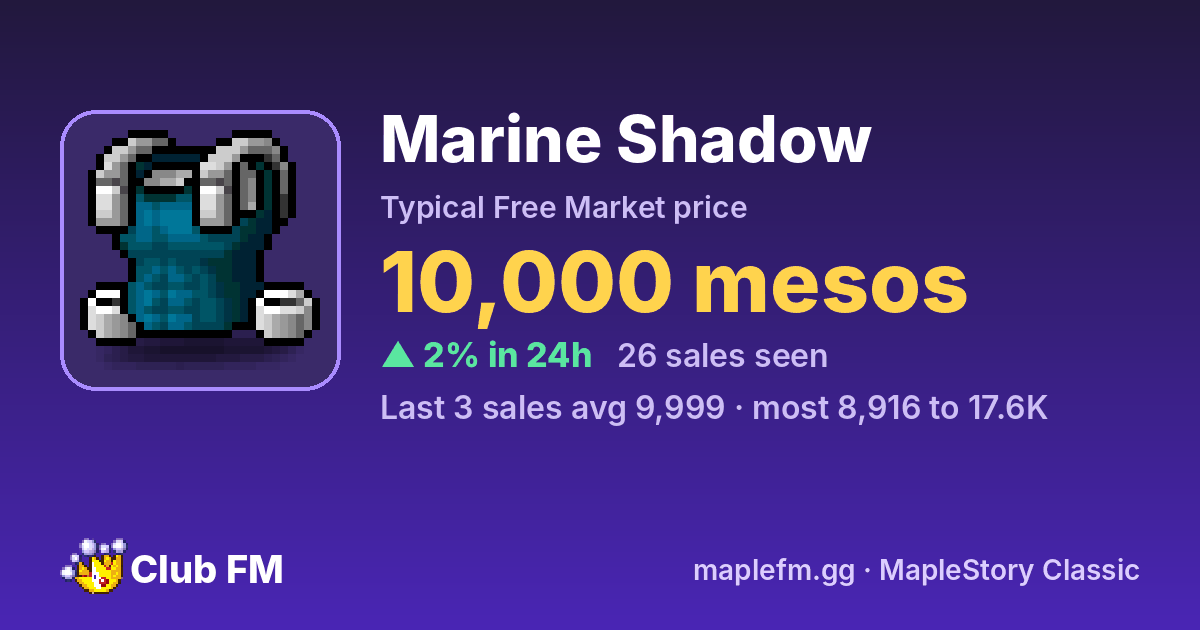 Marine Shadow
Typical Free Market price
10,000 mesos
▲ 2% in 24h 26 sales seen
Last 3 sales avg 9,999 · most 8,916 to 17.6K
Club FM
maplefm.gg · MapleStory Classic